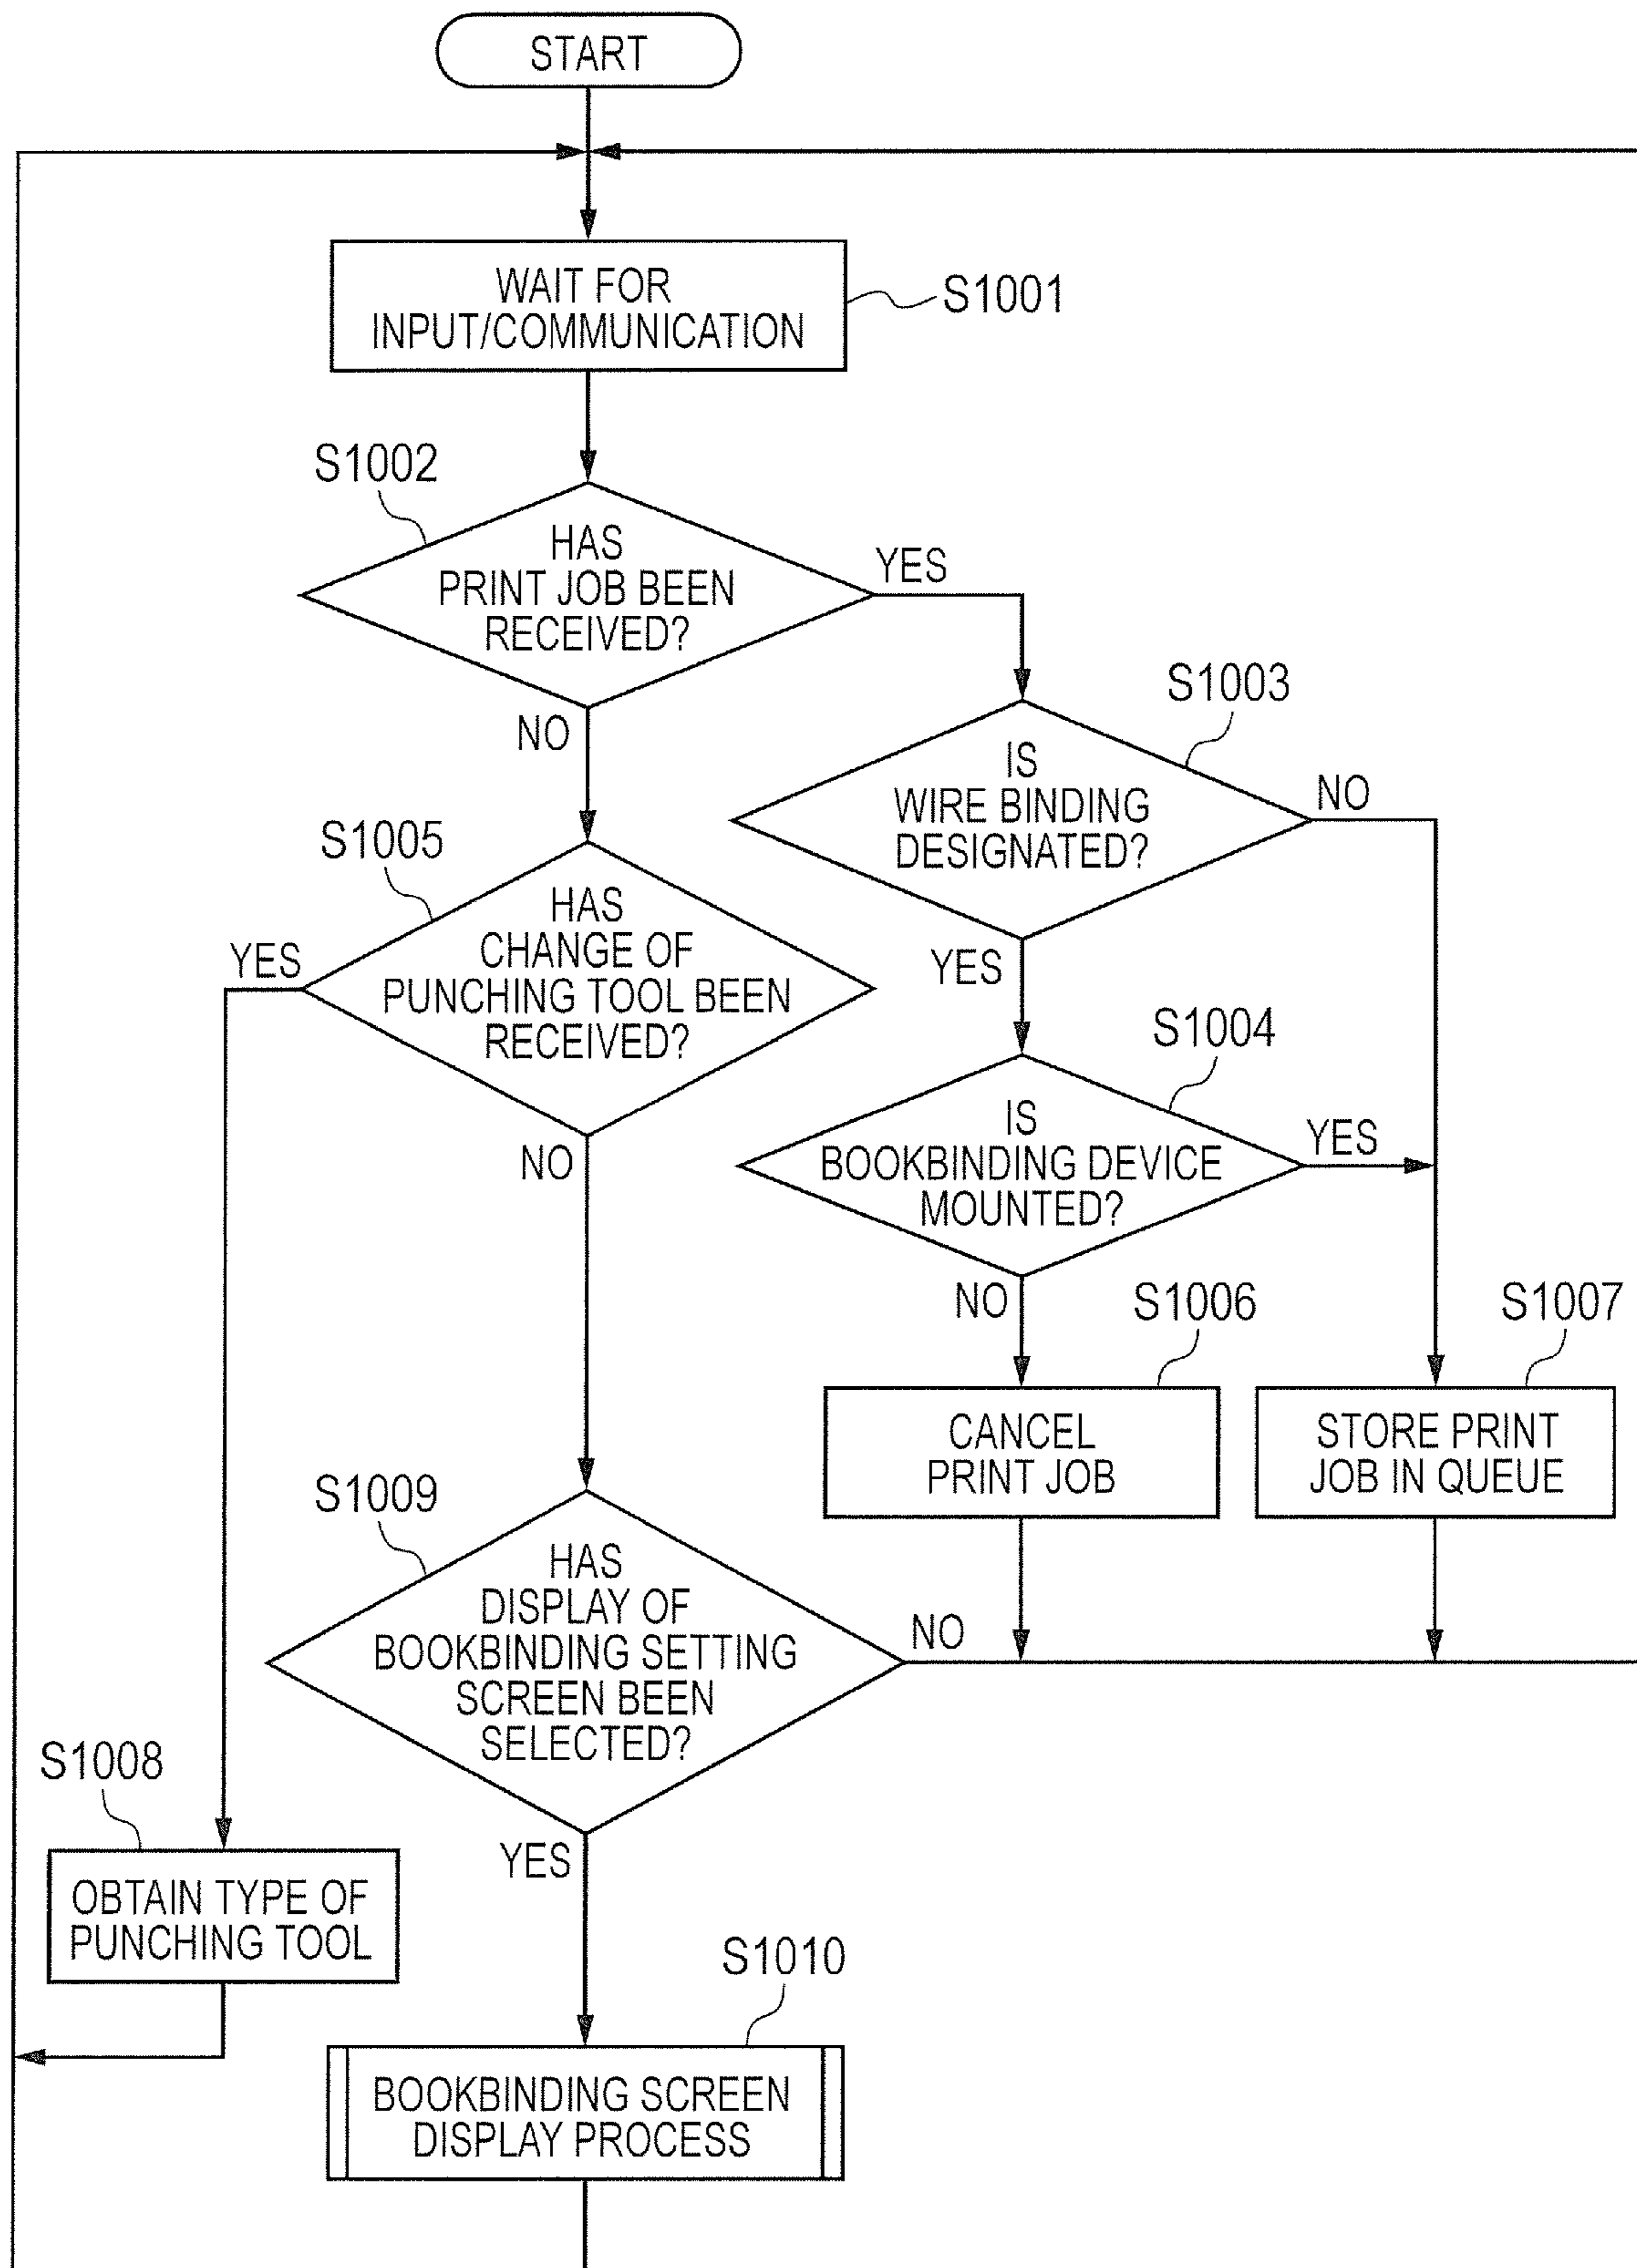 START
WAIT FOR
INPUT/COMMUNICATION
S1001
S1002
HAS
PRINT JOB BEEN
RECEIVED?
YES
NO
S1003
IS
WIRE BINDING
DESIGNATED?
NO
YES
S1005
HAS
CHANGE OF
PUNCHING TOOL BEEN
RECEIVED?
YES
NO
S1004
IS
BOOKBINDING DEVICE
MOUNTED?
YES
NO
S1006
CANCEL
PRINT JOB
S1007
STORE PRINT
JOB IN QUEUE
S1009
HAS
DISPLAY OF
BOOKBINDING SETTING
SCREEN BEEN
SELECTED?
NO
YES
S1008
OBTAIN TYPE OF
PUNCHING TOOL
S1010
BOOKBINDING SCREEN
DISPLAY PROCESS